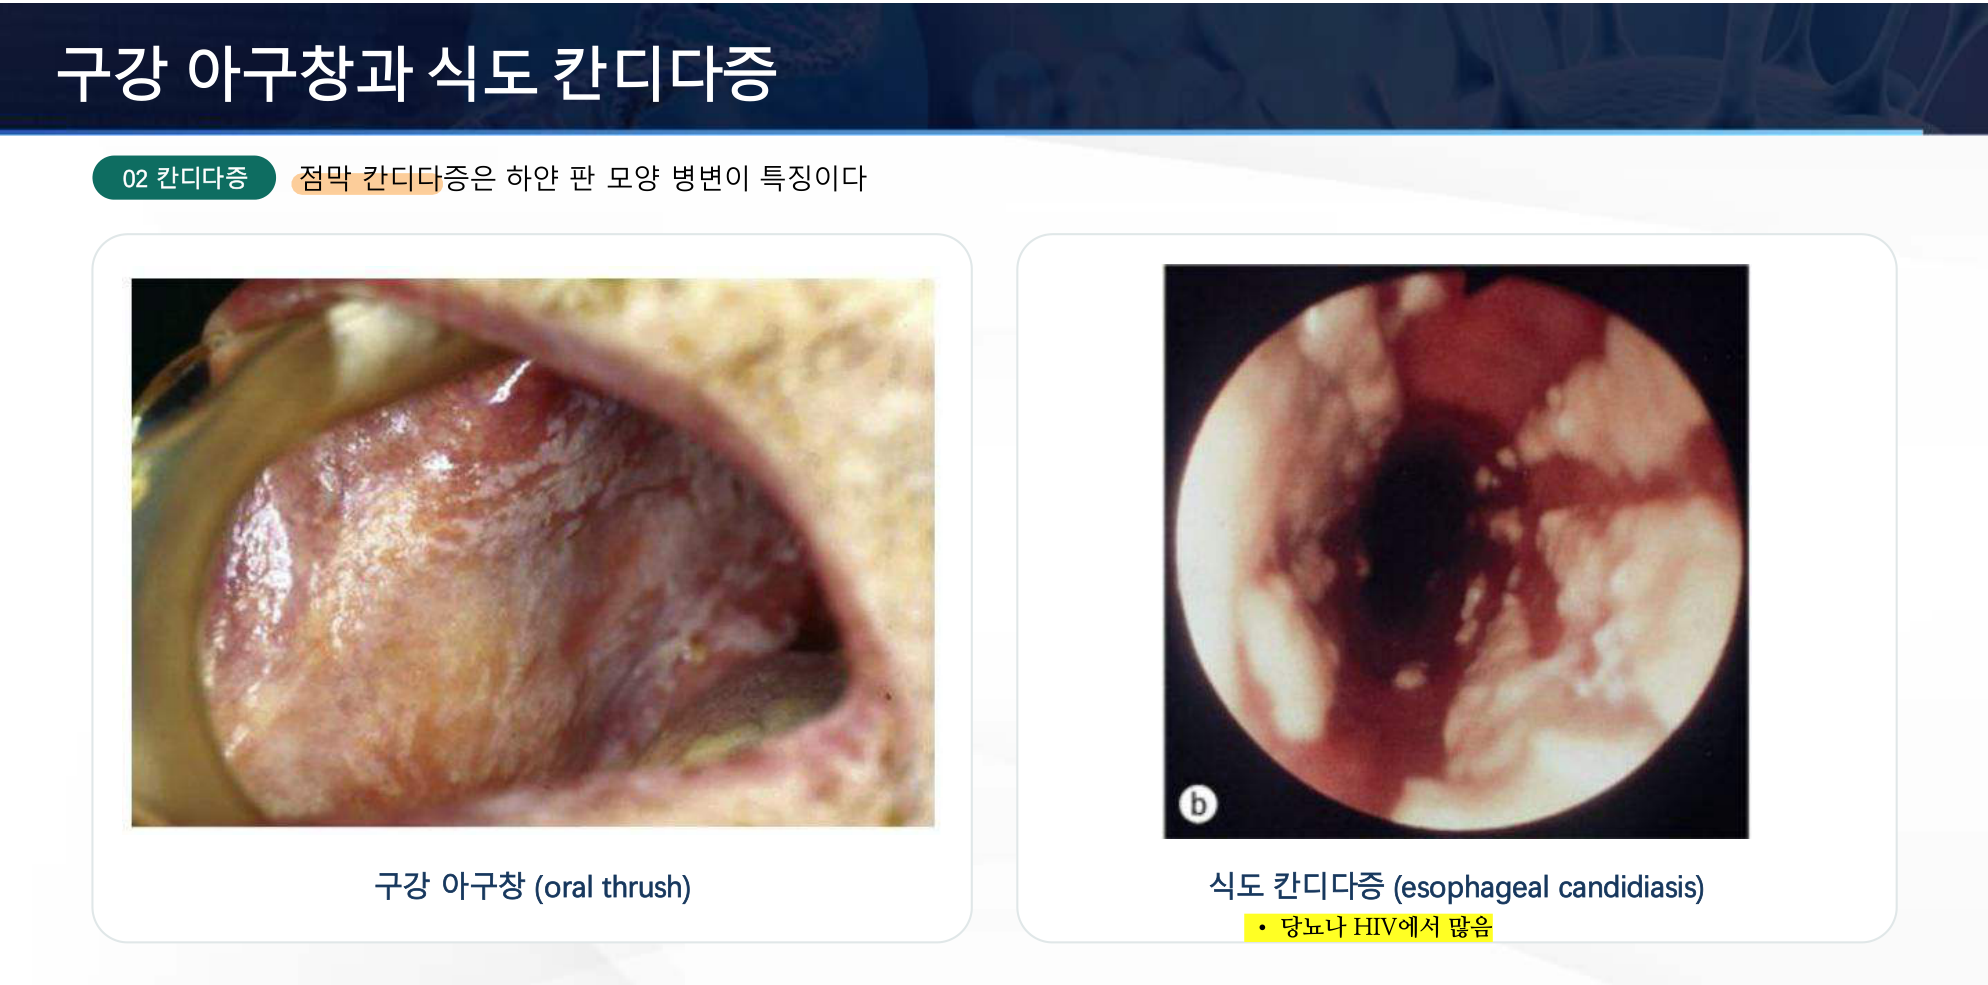 구강 아구창과 식도 칸디다증
02 칸디다증 점막 칸디다증은 하얀 판 모양 병변이 특징이다
b
구강 아구창 (oral thrush)
식도 칸디다증 (esophageal candidiasis)
• 당뇨나 HIV에서 많음